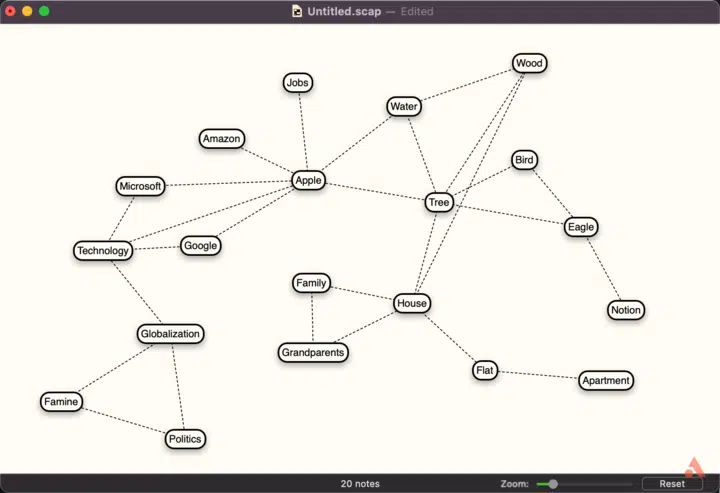 Untitled.scap — Edited
Wood
Jobs
Water
Amazon
Bird
Apple
Microsoft
Tree
Eagle
Technology
Google
Family
House
Notion
Globalization
Grandparents
Flat
Apartment
Famine
Politics
20 notes
Zoom:
Reset